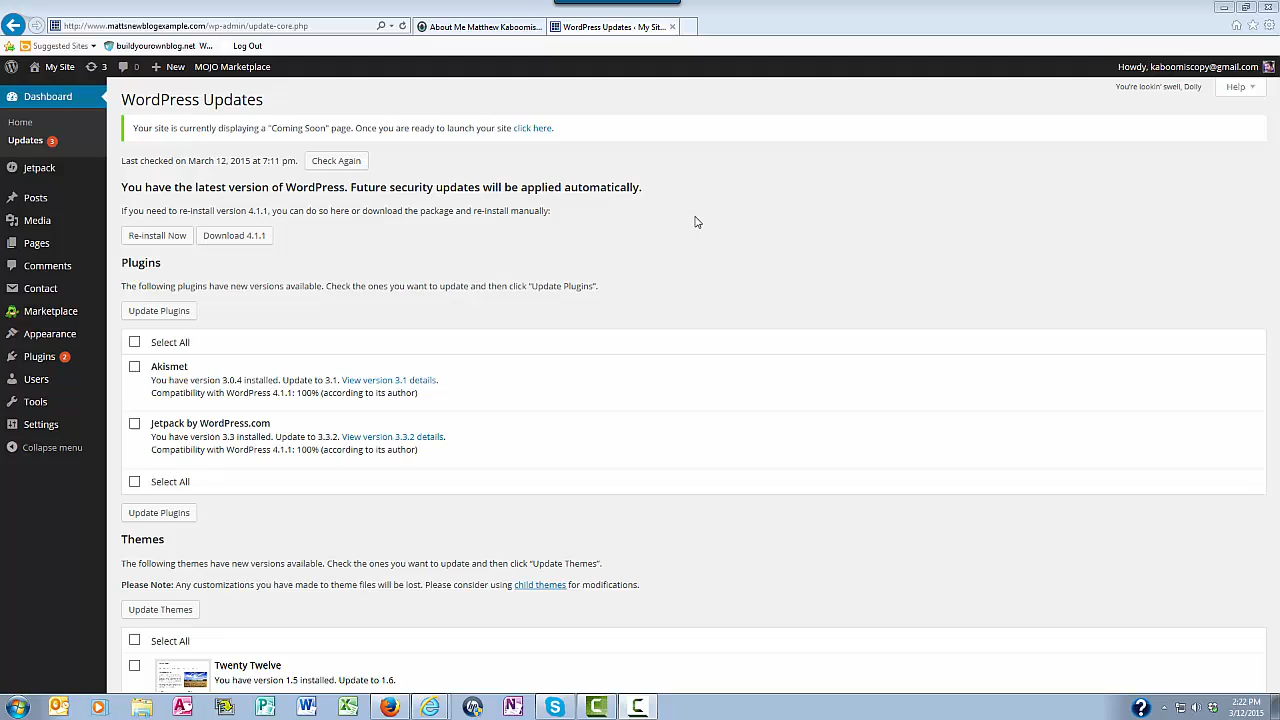 http://www.mattsnewblogexample.com/wp-admin/update-core.php
About Me Matthew Kaboomis...
WordPress Updates ‹ My Sit...
Suggested Sites
buildyourownblog.net W...
Log Out
My Site
3
0
New
MOJO Marketplace
Howdy, kaboomiscopy@gmail.com
Dashboard
Home
Updates 3
Jetpack
Posts
Media
Pages
Comments
Contact
Marketplace
Appearance
Plugins 2
Users
Tools
Settings
Collapse menu
You're lookin' swell, Dolly
Help
WordPress Updates
Your site is currently displaying a "Coming Soon" page. Once you are ready to launch your site click here.
Last checked on March 12, 2015 at 7:11 pm.
Check Again
You have the latest version of WordPress. Future security updates will be applied automatically.
If you need to re-install version 4.1.1, you can do so here or download the package and re-install manually:
Re-install Now
Download 4.1.1
Plugins
The following plugins have new versions available. Check the ones you want to update and then click "Update Plugins".
Update Plugins
Select All
Akismet
You have version 3.0.4 installed. Update to 3.1. View version 3.1 details.
Compatibility with WordPress 4.1.1: 100% (according to its author)
Jetpack by WordPress.com
You have version 3.3 installed. Update to 3.3.2. View version 3.3.2 details.
Compatibility with WordPress 4.1.1: 100% (according to its author)
Select All
Update Plugins
Themes
The following themes have new versions available. Check the ones you want to update and then click "Update Themes".
Please Note: Any customizations you have made to theme files will be lost. Please consider using child themes for modifications.
Update Themes
Select All
Twenty Twelve
You have version 1.5 installed. Update to 1.6.
2:22 PM
3/12/2015